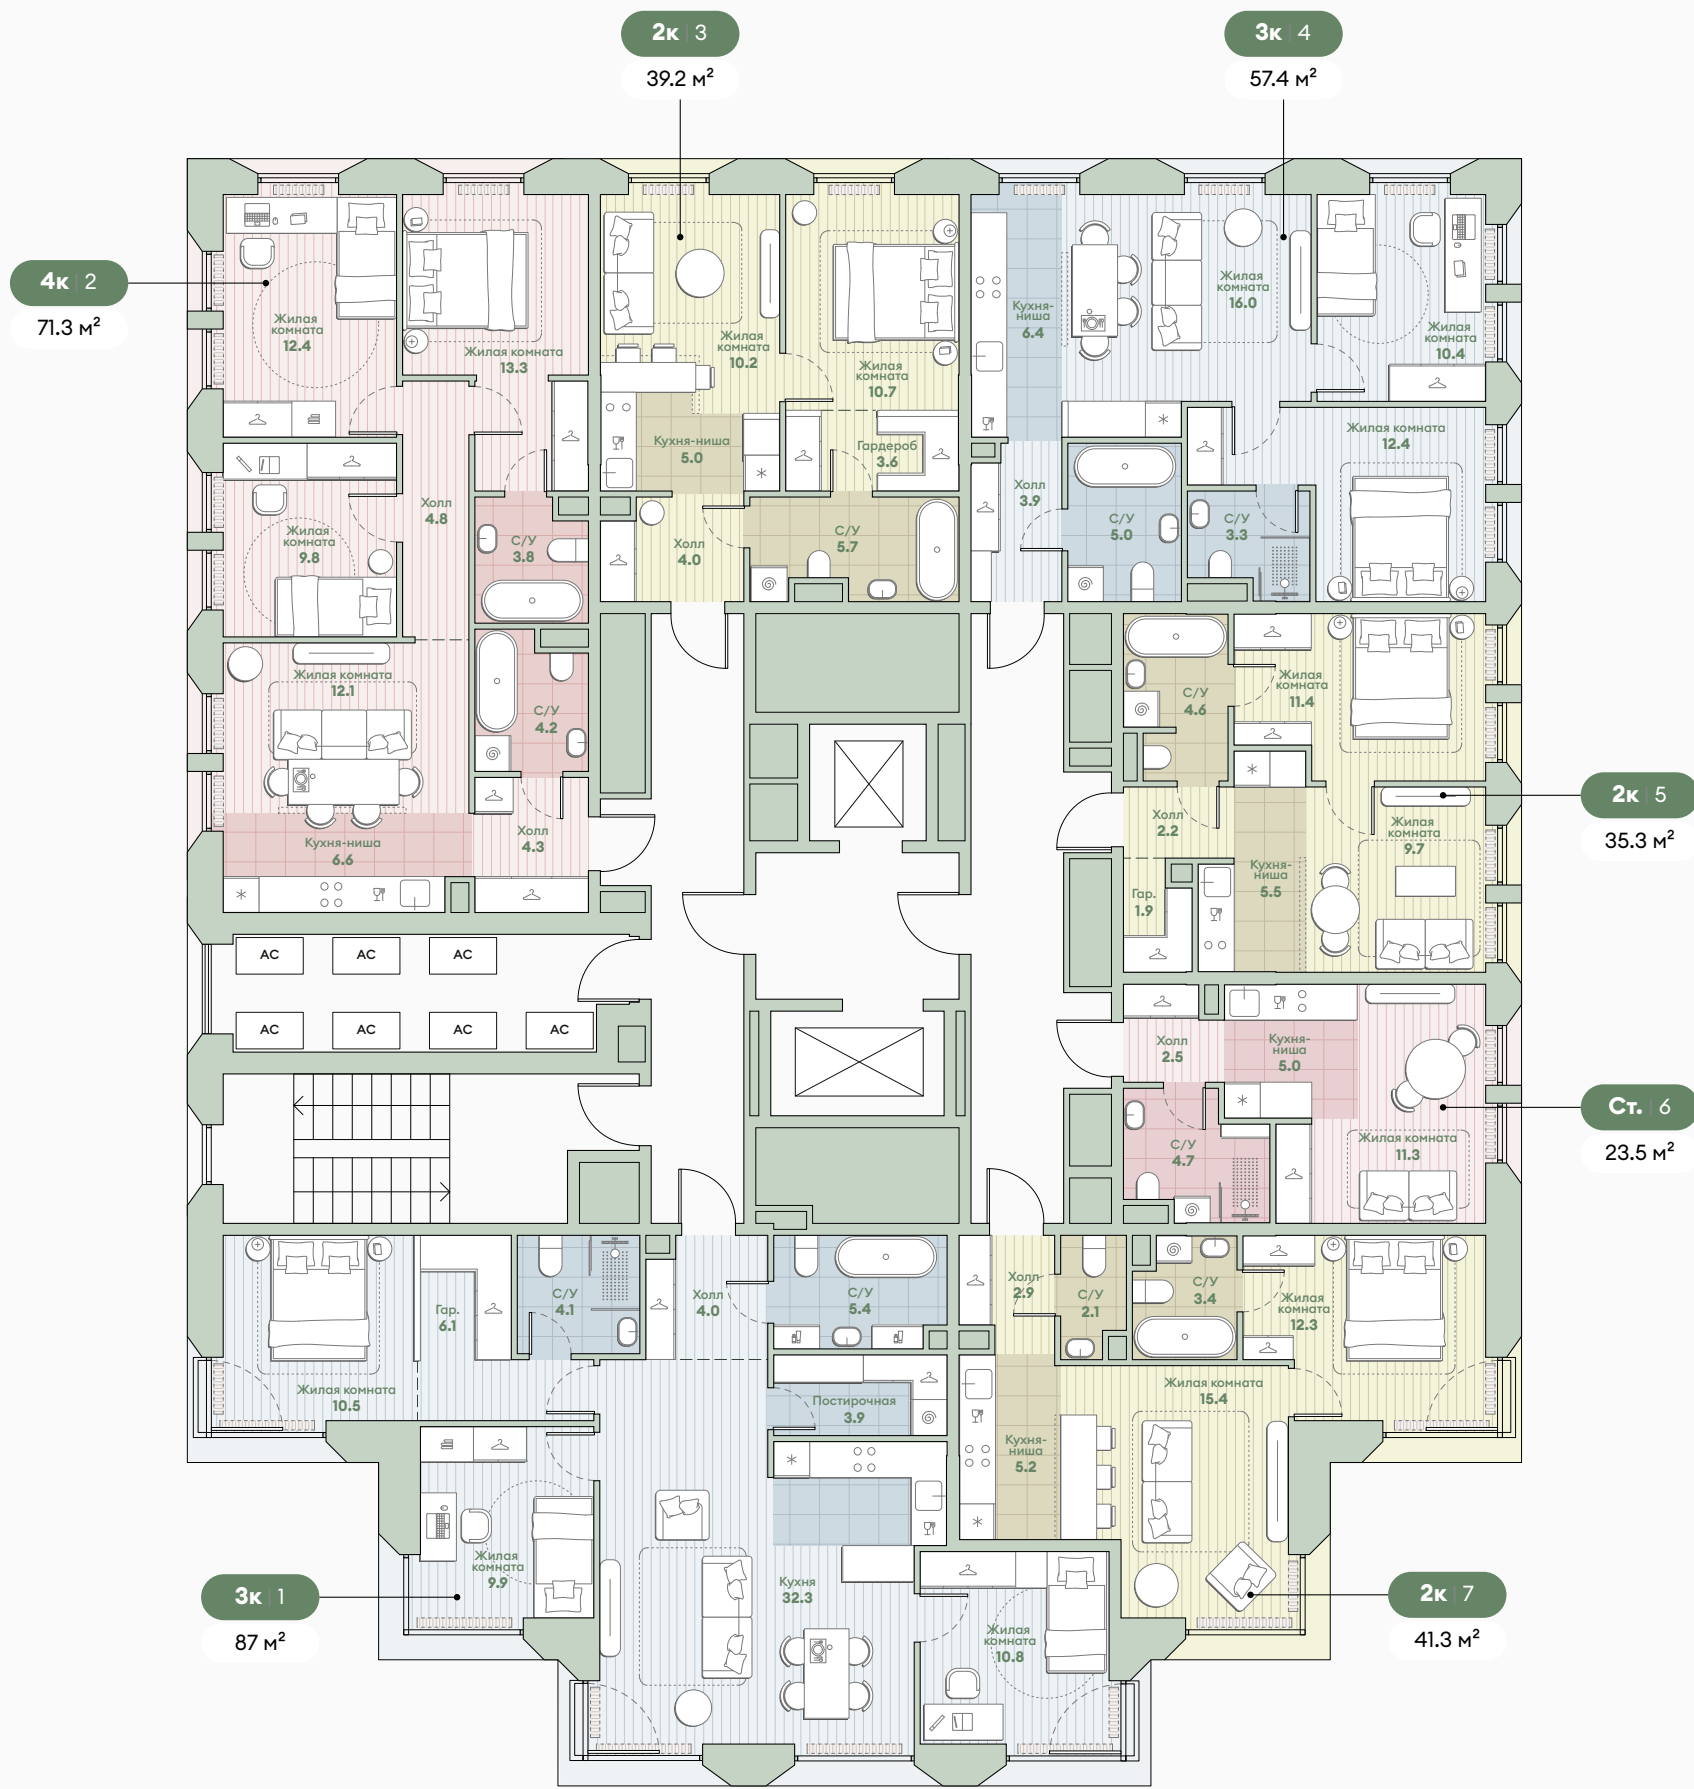 2к | 3
39.2 м²
3к | 4
57.4 м²
4к | 2
71.3 м²
Жилая
комната
12.4
Жилая комната
13.3
Жилая
комната
10.2
Жилая
комната
10.7
Кухня-
ниша
6.4
Жилая
комната
16.0
Жилая
комната
10.4
Кухня-ниша
5.0
Гардероб
3.6
Жилая комната
12.4
Холл
4.8
Жилая
комната
9.8
С/У
3.8
Холл
4.0
С/У
5.7
Холл
3.9
С/У
5.0
С/У
3.3
Жилая комната
12.1
С/У
4.2
С/У
4.6
Жилая
комната
11.4
2к | 5
35.3 м²
Кухня-ниша
6.6
Холл
4.3
Холл
2.2
Жилая
комната
9.7
Гар.
1.9
Кухня-
ниша
5.5
AC
AC
AC
AC
AC
AC
AC
Холл
2.5
Кухня-
ниша
5.0
Ст. | 6
23.5 м²
С/У
4.7
Жилая комната
11.3
Гар.
6.1
С/У
4.1
Холл
4.0
С/У
5.4
Холл
2.9
С/У
2.1
С/У
3.4
Жилая
комната
12.3
Жилая комната
10.5
Постирочная
3.9
Жилая комната
15.4
Кухня-
ниша
5.2
Жилая
комната
9.9
Кухня
32.3
Жилая
комната
10.8
3к | 1
87 м²
2к | 7
41.3 м²